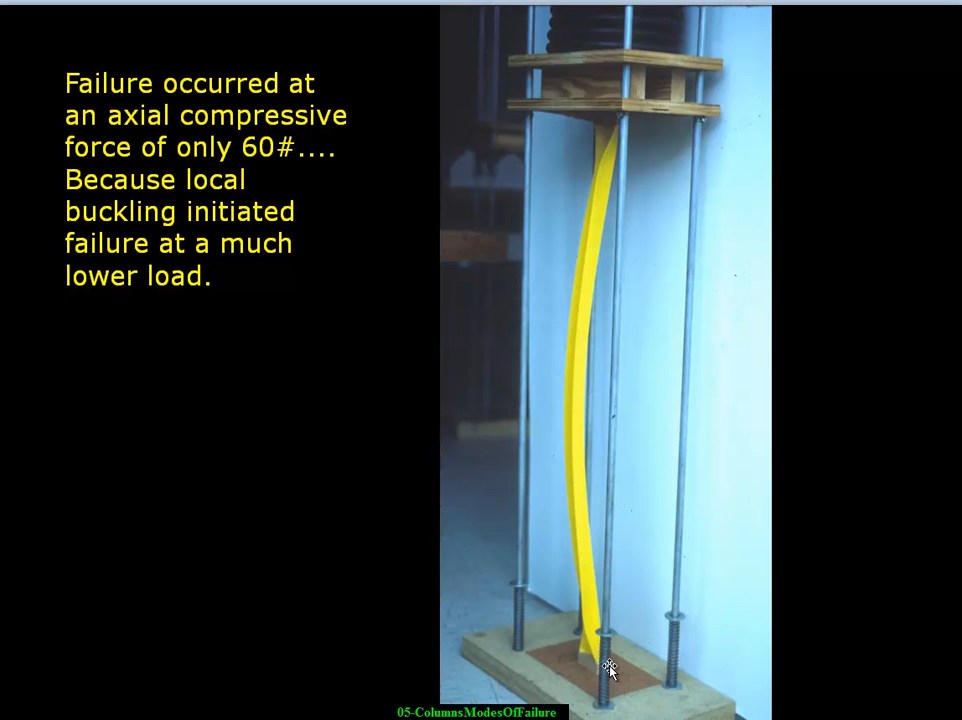 Failure occurred at
an axial compressive
force of only 60#....
Because local
buckling initiated
failure at a much
lower load.
05-ColumnsModesOfFailure